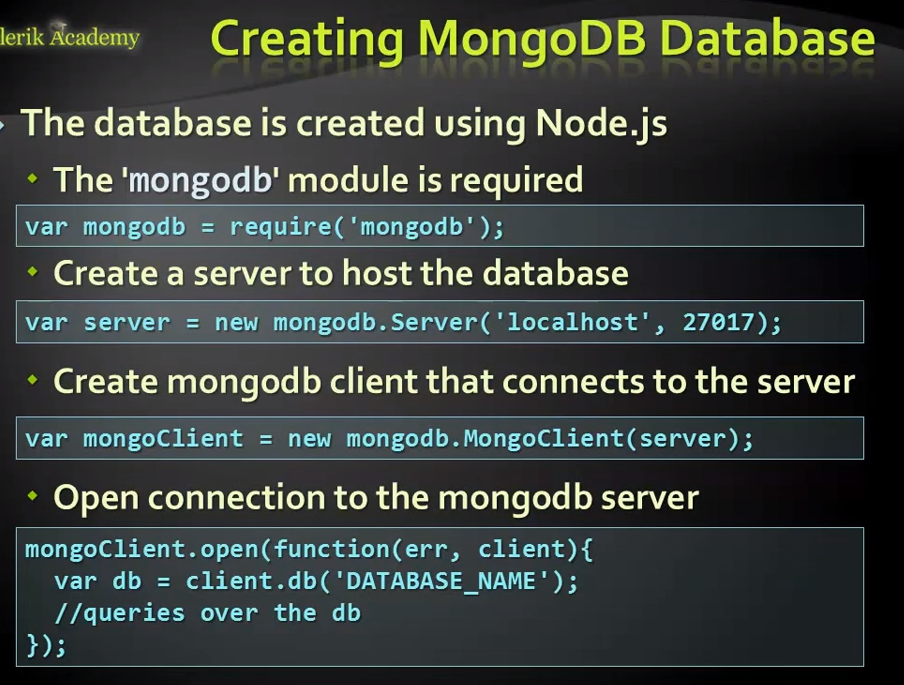 lerik Academy
Creating MongoDB Database
The database is created using Node.js
The 'mongodb' module is required
var mongodb = require('mongodb');
Create a server to host the database
var server = new mongodb.Server('localhost', 27017);
Create mongodb client that connects to the server
var mongoClient = new mongodb.MongoClient(server);
Open connection to the mongodb server
mongoClient.open(function(err, client){
  var db = client.db('DATABASE_NAME');
  //queries over the db
});